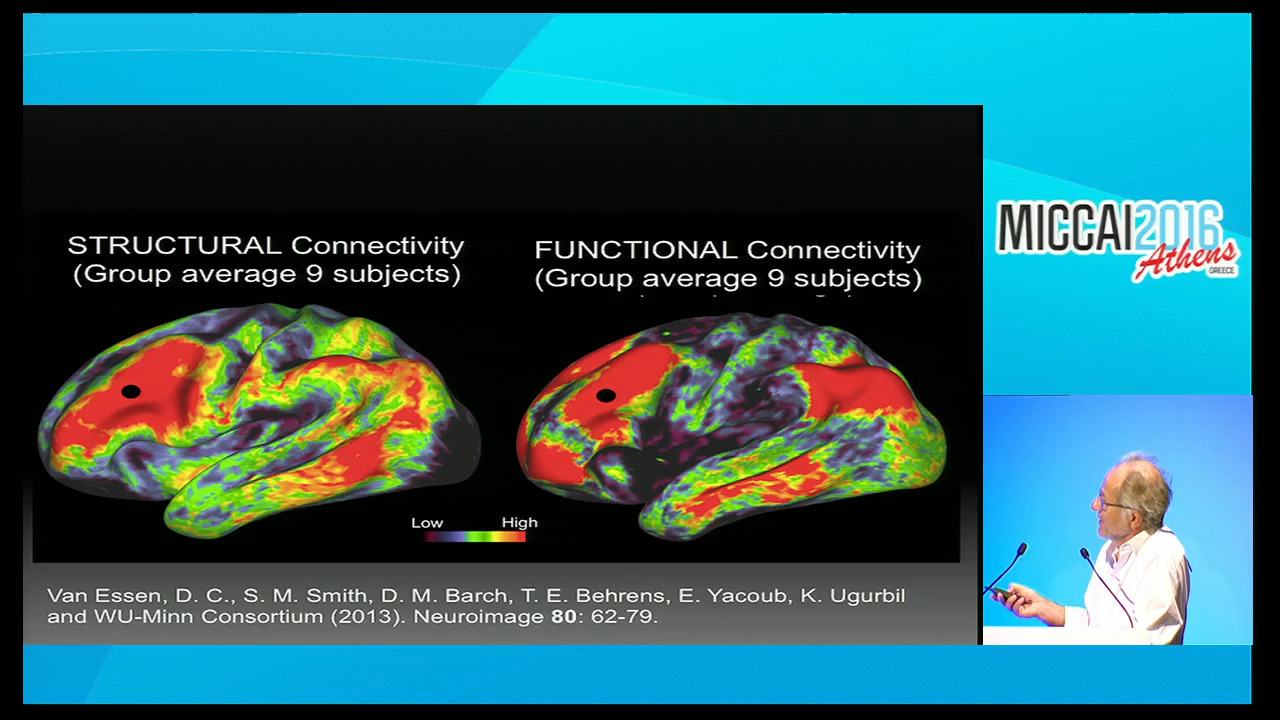 STRUCTURAL Connectivity
(Group average 9 subjects)
FUNCTIONAL Connectivity
(Group average 9 subjects)
Low
High
Van Essen, D. C., S. M. Smith, D. M. Barch, T. E. Behrens, E. Yacoub, K. Ugurbil
and WU-Minn Consortium (2013). Neuroimage 80: 62-79.
MICCAI2016
Athens
GREECE